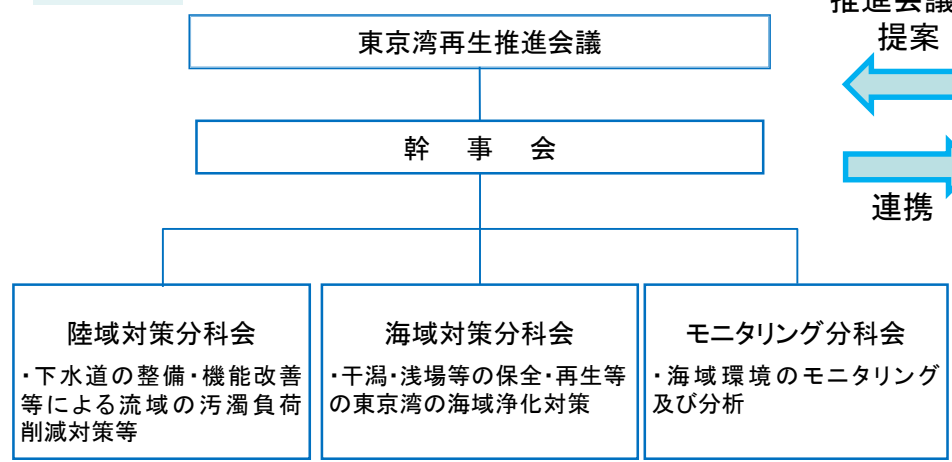 推進会議
提案
東京湾再生推進会議
幹　事　会
連携
陸域対策分科会
・下水道の整備・機能改善
等による流域の汚濁負荷
削減対策等
海域対策分科会
・干潟・浅場等の保全・再生等
の東京湾の海域浄化対策
モニタリング分科会
・海域環境のモニタリング
及び分析